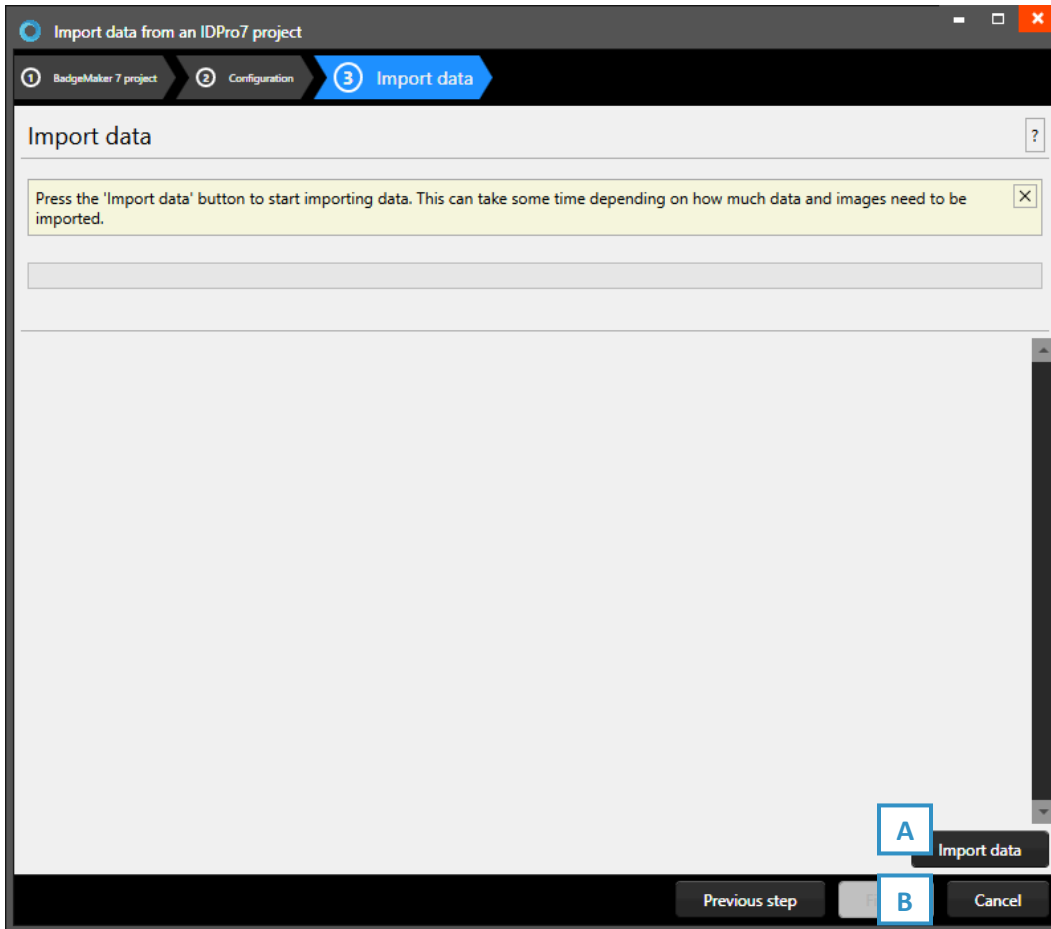 Import data from an IDPro7 project
1 BadgeMaker 7 project 2 Configuration 3 Import data
Import data
?
Press the 'Import data' button to start importing data. This can take some time depending on how much data and images need to be
imported.
A
Import data
Previous step B Cancel